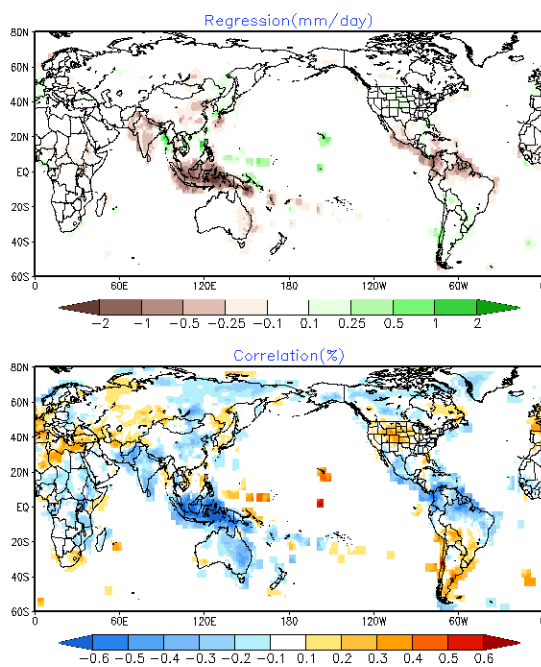 Regression(mm/day)
80N
60N
40N
20N
EQ
20S
40S
60S
0 60E 120E 180 120W 60W 0
-2 -1 -0.5 -0.25 -0.1 0.1 0.25 0.5 1 2
Correlation(%)
80N
60N
40N
20N
EQ
20S
40S
60S
0 60E 120E 180 120W 60W 0
-0.6 -0.5 -0.4 -0.3 -0.2 -0.1 0.1 0.2 0.3 0.4 0.5 0.6